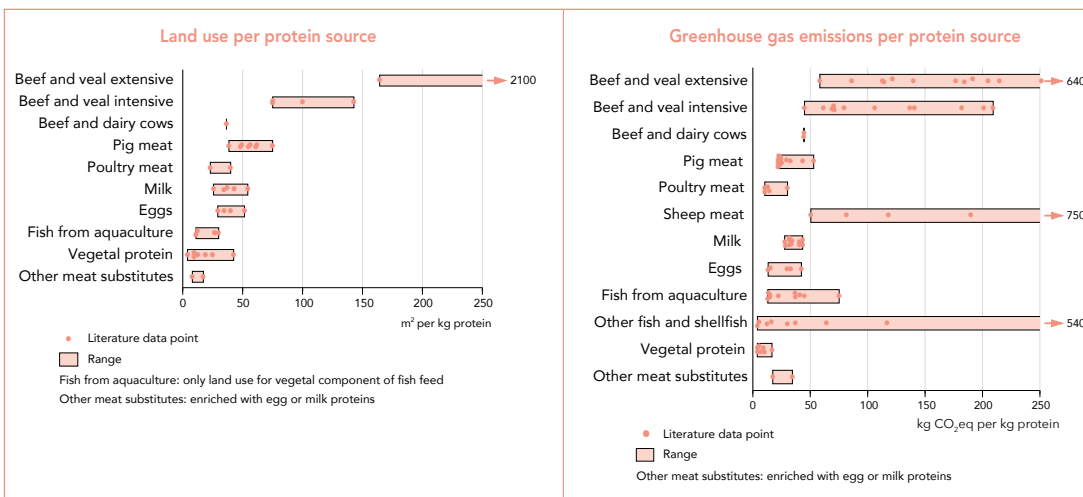 Land use per protein source
Beef and veal extensive
2100
Beef and veal intensive
Beef and dairy cows
Pig meat
Poultry meat
Milk
Eggs
Fish from aquaculture
Vegetal protein
Other meat substitutes
0 50 100 150 200 250
m² per kg protein
Literature data point
Range
Fish from aquaculture: only land use for vegetal component of fish feed
Other meat substitutes: enriched with egg or milk proteins
Greenhouse gas emissions per protein source
Beef and veal extensive
640
Beef and veal intensive
Beef and dairy cows
Pig meat
Poultry meat
Sheep meat
750
Milk
Eggs
Fish from aquaculture
Other fish and shellfish
540
Vegetal protein
Other meat substitutes
0 50 100 150 200 250
kg CO₂eq per kg protein
Literature data point
Range
Other meat substitutes: enriched with egg or milk proteins